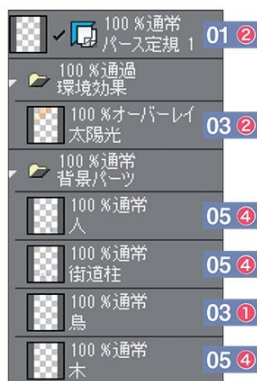 100 %通常
パース定規 1
01 ②
100 %通過
環境効果
100 %オーバーレイ
太陽光
03 ②
100 %通常
背景パーツ
100 %通常
人
05 ④
100 %通常
街道柱
05 ④
100 %通常
鳥
03 ①
100 %通常
木
05 ④